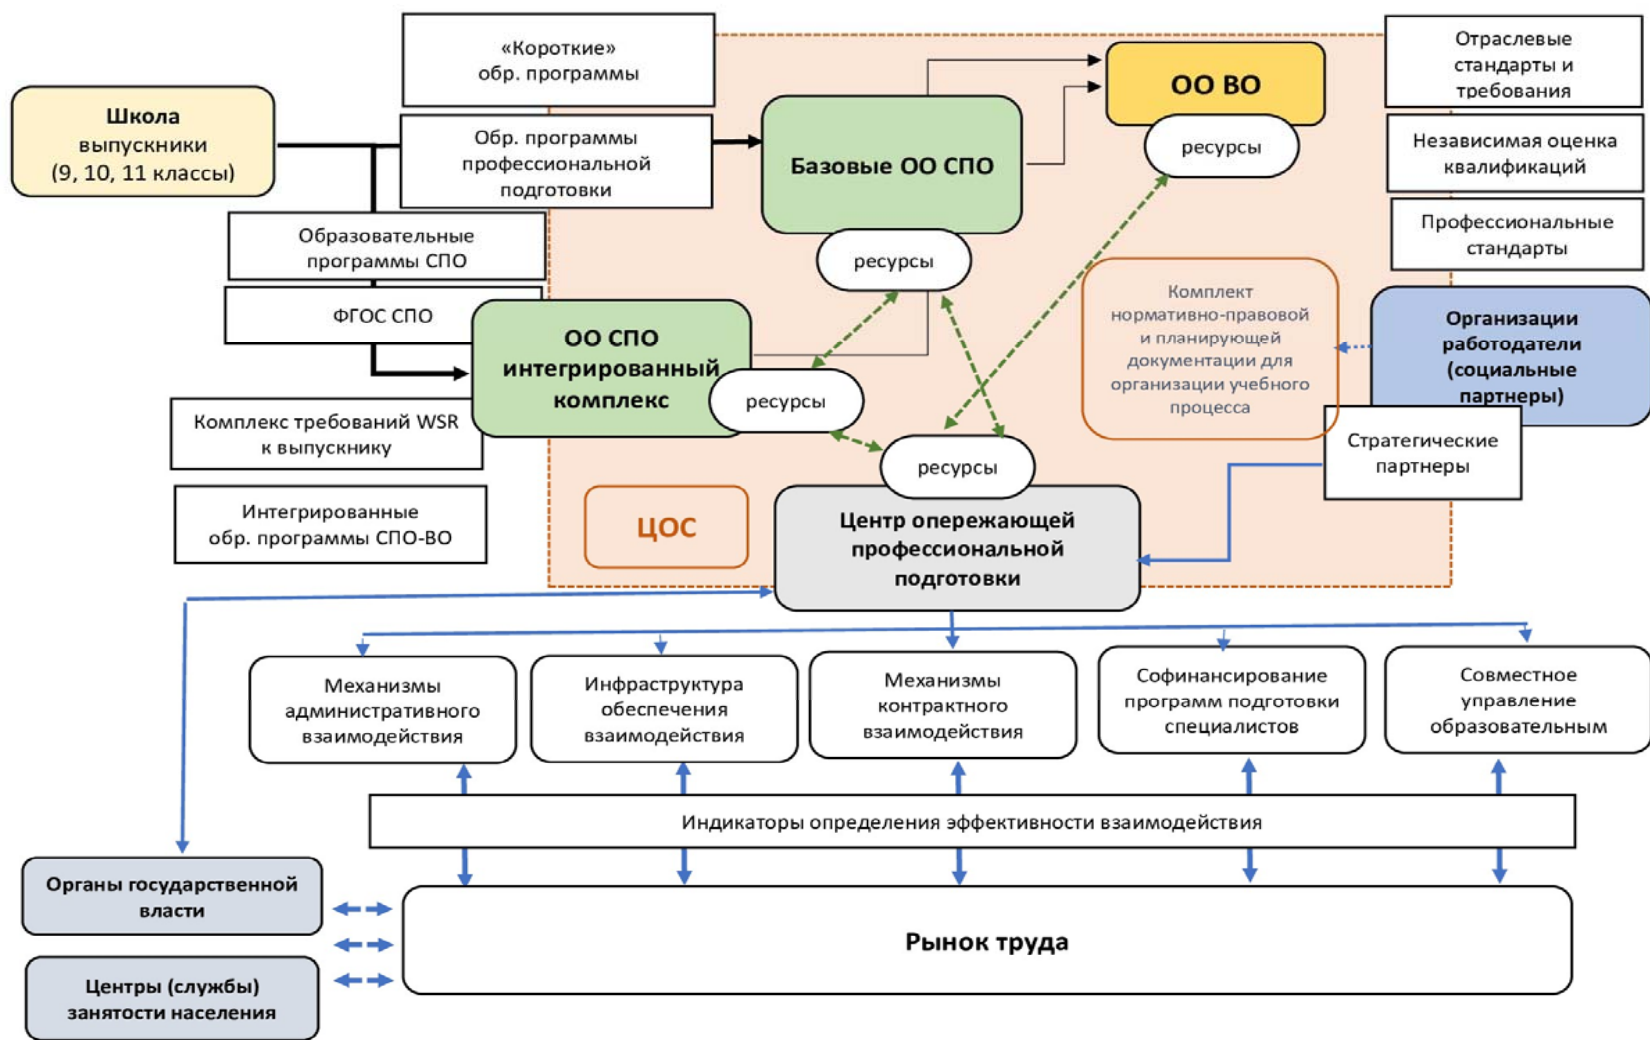 «Короткие»
обр. программы
Обр. программы
профессиональной
подготовки
Школа
выпускники
(9, 10, 11 классы)
Образовательные
программы СПО
ФГОС СПО
Базовые ОО СПО
ресурсы
ОО ВО
ресурсы
Отраслевые
стандарты и
требования
Независимая оценка
квалификаций
Профессиональные
стандарты
ОО СПО
интегрированный
комплекс
ресурсы
Комплект
нормативно-правовой
и планирующей
документации для
организации учебного
процесса
Организации
работодатели
(социальные
партнеры)
Стратегические
партнеры
Комплекс требований WSR
к выпускнику
Интегрированные
обр. программы СПО-ВО
ЦОС
ресурсы
Центр опережающей
профессиональной
подготовки
Механизмы
административного
взаимодействия
Инфраструктура
обеспечения
взаимодействия
Механизмы
контрактного
взаимодействия
Софинансирование
программ подготовки
специалистов
Совместное
управление
образовательным
Индикаторы определения эффективности взаимодействия
Органы государственной
власти
Центры (службы)
занятости населения
Рынок труда